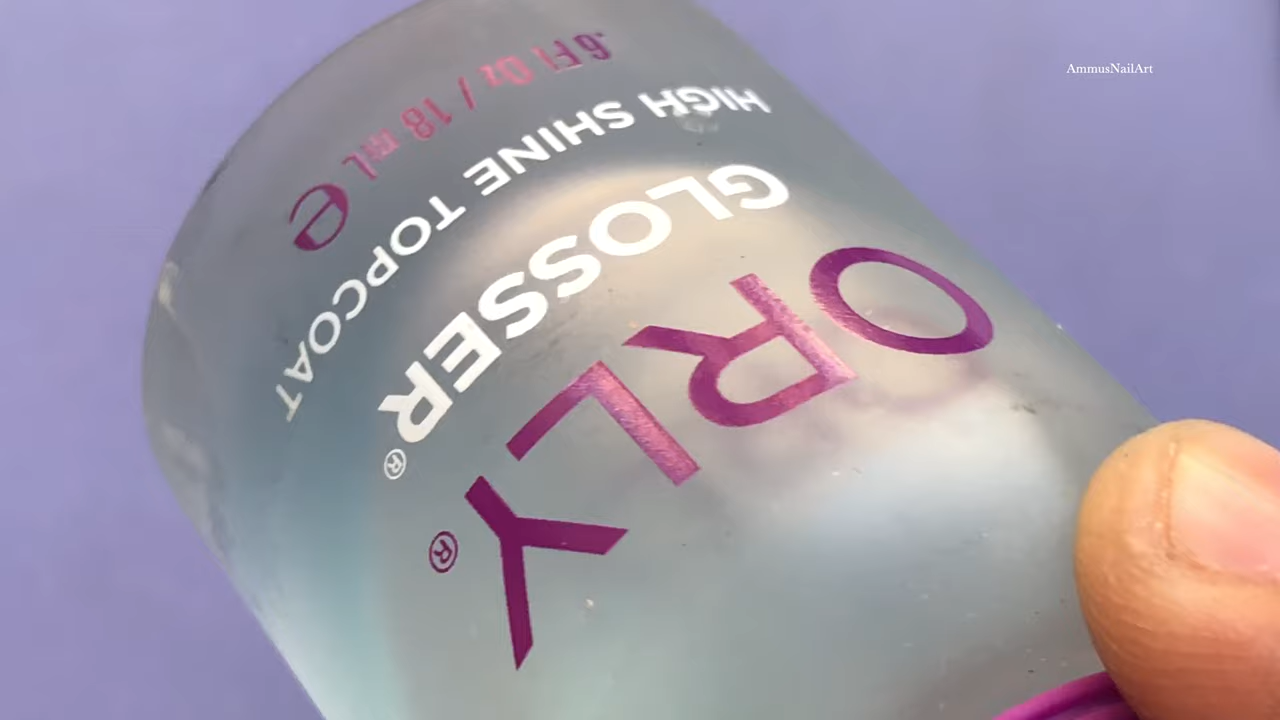 AmmusNailArt
ORLY®
GLOSSER®
HIGH SHINE TOPCOAT
.6 Fl Oz / 18 mL e